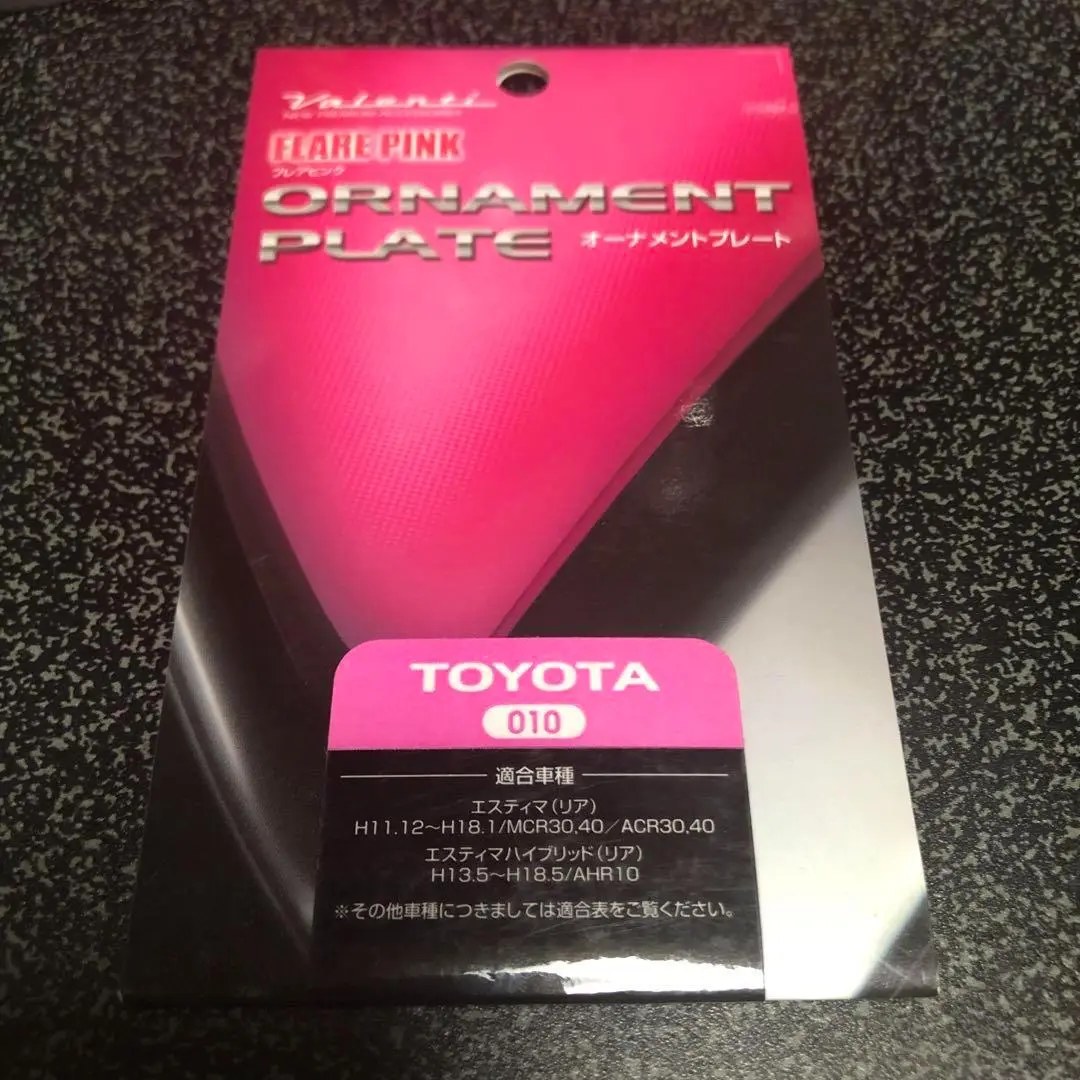 Valenti
NEW PREMIUM ACCESSORY
FLARE PINK
フレアピンク
ORNAMENT
PLATE オーナメントプレート
TOYOTA
010
適合車種
エスティマ(リア)
H11.12～H18.1/MCR30,40／ACR30,40
エスティマハイブリッド(リア)
H13.5～H18.5/AHR10
※その他車種につきましては適合表をご覧ください。